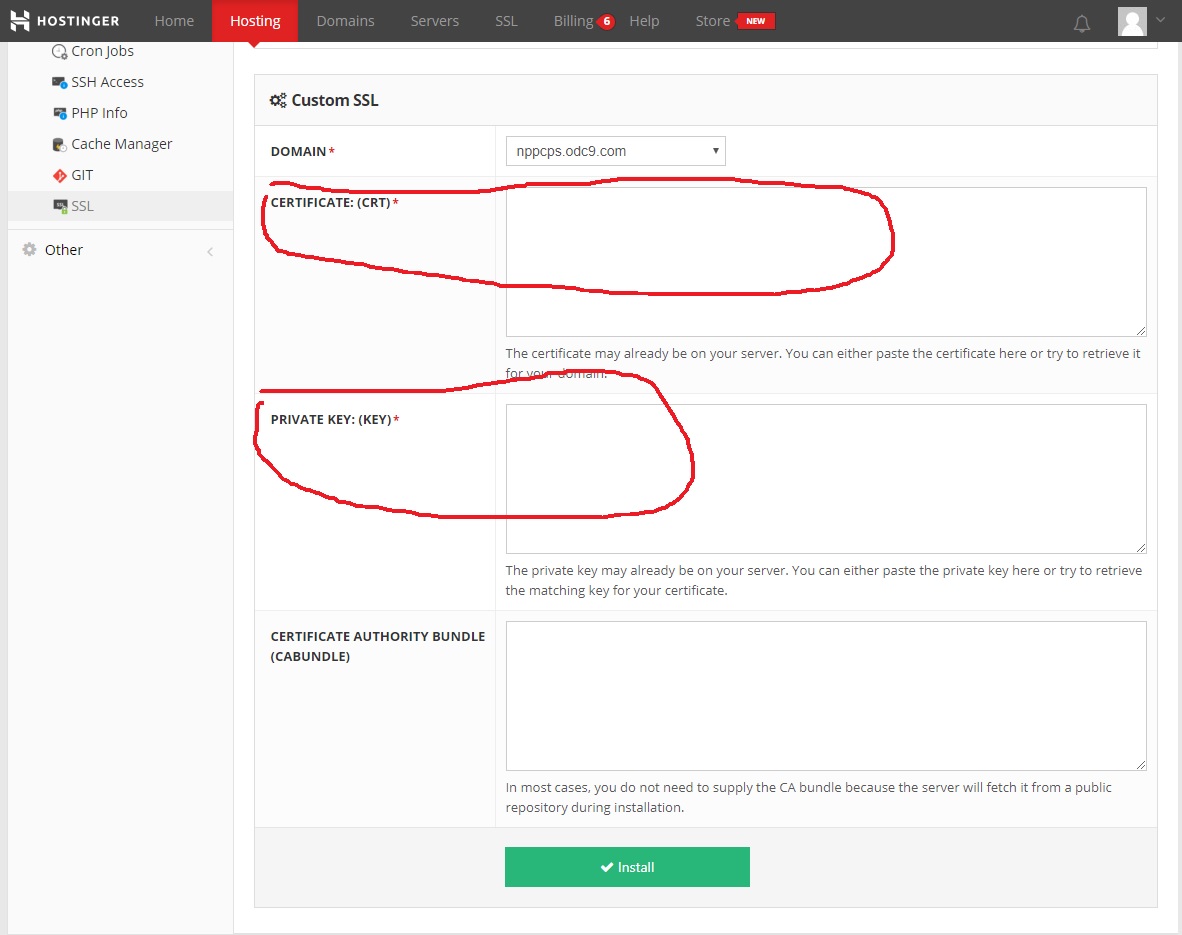 HOSTINGER Home Hosting Domains Servers SSL Billing 6 Help Store NEW
Cron Jobs
SSH Access
PHP Info
Cache Manager
GIT
SSL
Other
Custom SSL
DOMAIN*
nppcps.odc9.com
CERTIFICATE: (CRT)*
The certificate may already be on your server. You can either paste the certificate here or try to retrieve it
for your domain.
PRIVATE KEY: (KEY)*
The private key may already be on your server. You can either paste the private key here or try to retrieve
the matching key for your certificate.
CERTIFICATE AUTHORITY BUNDLE
(CABUNDLE)
In most cases, you do not need to supply the CA bundle because the server will fetch it from a public
repository during installation.
Install